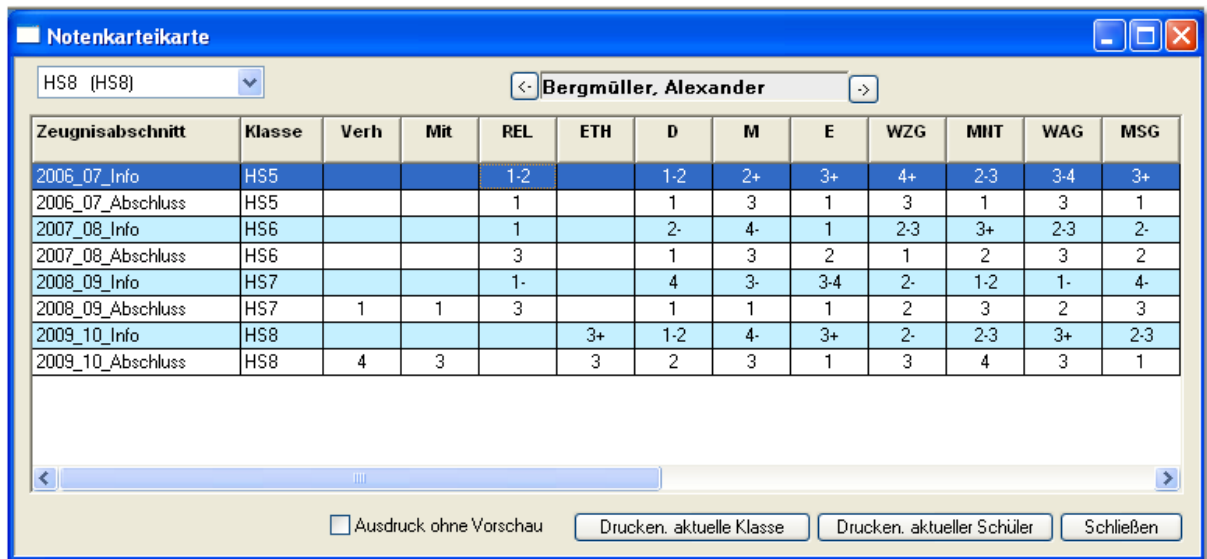 Notenkarteikarte
HS8 (HS8) <- Bergmüller, Alexander ->
Zeugnisabschnitt Klasse Verh Mit REL ETH D M E WZG MNT WAG MSG
2006_07_Info HS5 1-2 1-2 2+ 3+ 4+ 2-3 3-4 3+
2006_07_Abschluss HS5 1 1 3 1 3 1 3 1
2007_08_Info HS6 1 2- 4- 1 2-3 3+ 2-3 2-
2007_08_Abschluss HS6 3 1 3 2 1 2 3 2
2008_09_Info HS7 1- 4 3- 3-4 2- 1-2 1- 4-
2008_09_Abschluss HS7 1 1 3 1 1 1 2 3 2 3
2009_10_Info HS8 3+ 1-2 4- 3+ 2- 2-3 3+ 2-3
2009_10_Abschluss HS8 4 3 3 2 3 1 3 4 3 1
Ausdruck ohne Vorschau Drucken. aktuelle Klasse Drucken. aktueller Schüler Schließen